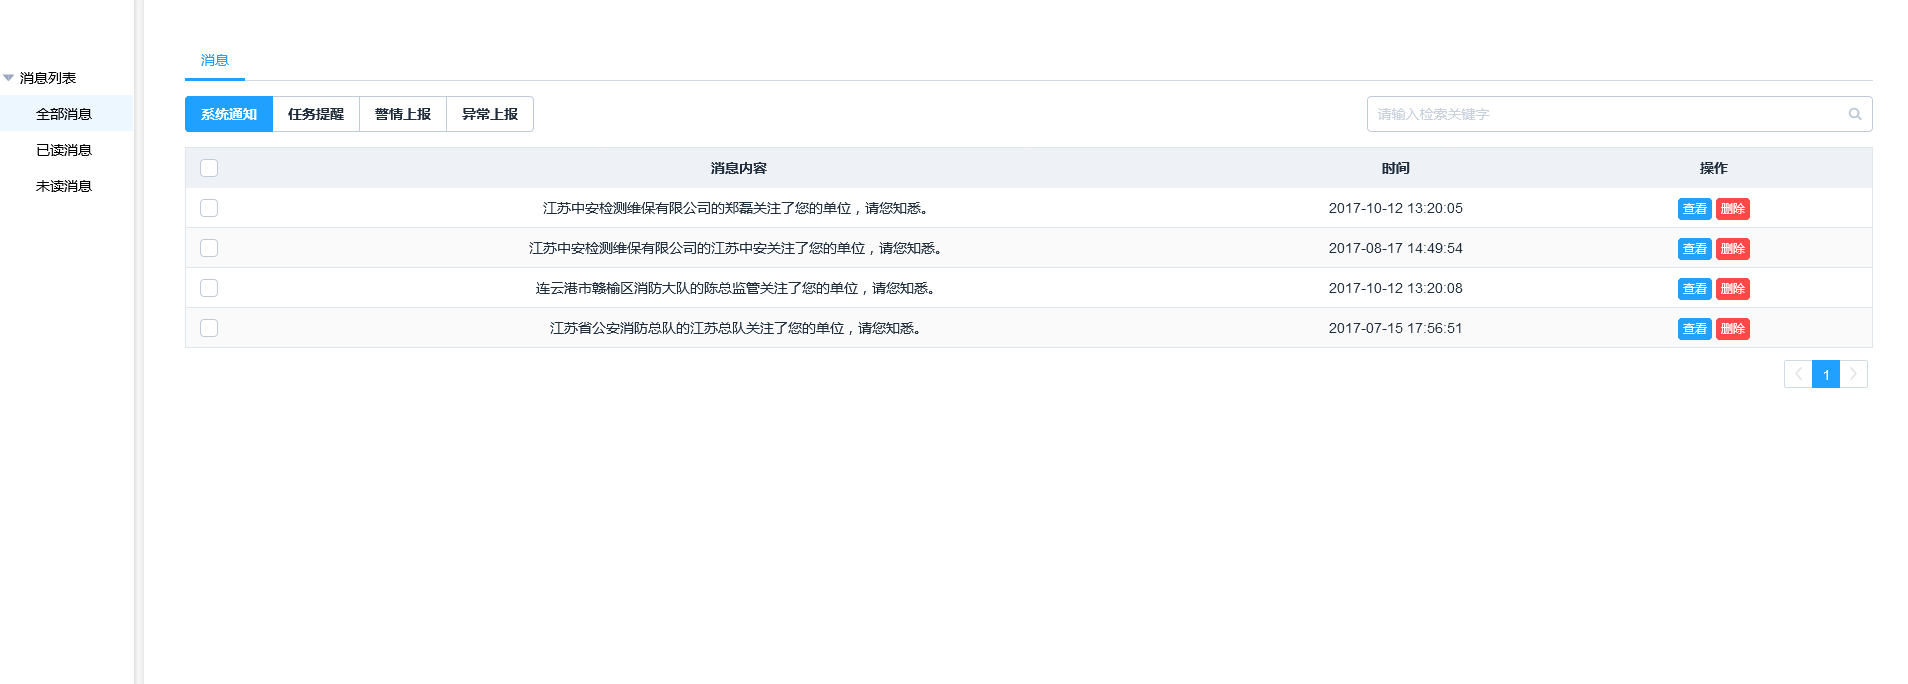 消息
消息列表
全部消息
已读消息
未读消息
系统通知 任务提醒 警情上报 异常上报 请输入检索关键字
消息内容 时间 操作
江苏中安检测维保有限公司的郑磊关注了您的单位，请您知悉。 2017-10-12 13:20:05 查看 删除
江苏中安检测维保有限公司的江苏中安关注了您的单位，请您知悉。 2017-08-17 14:49:54 查看 删除
连云港市赣榆区消防大队的陈总监管关注了您的单位，请您知悉。 2017-10-12 13:20:08 查看 删除
江苏省公安消防总队的江苏总队关注了您的单位，请您知悉。 2017-07-15 17:56:51 查看 删除
1